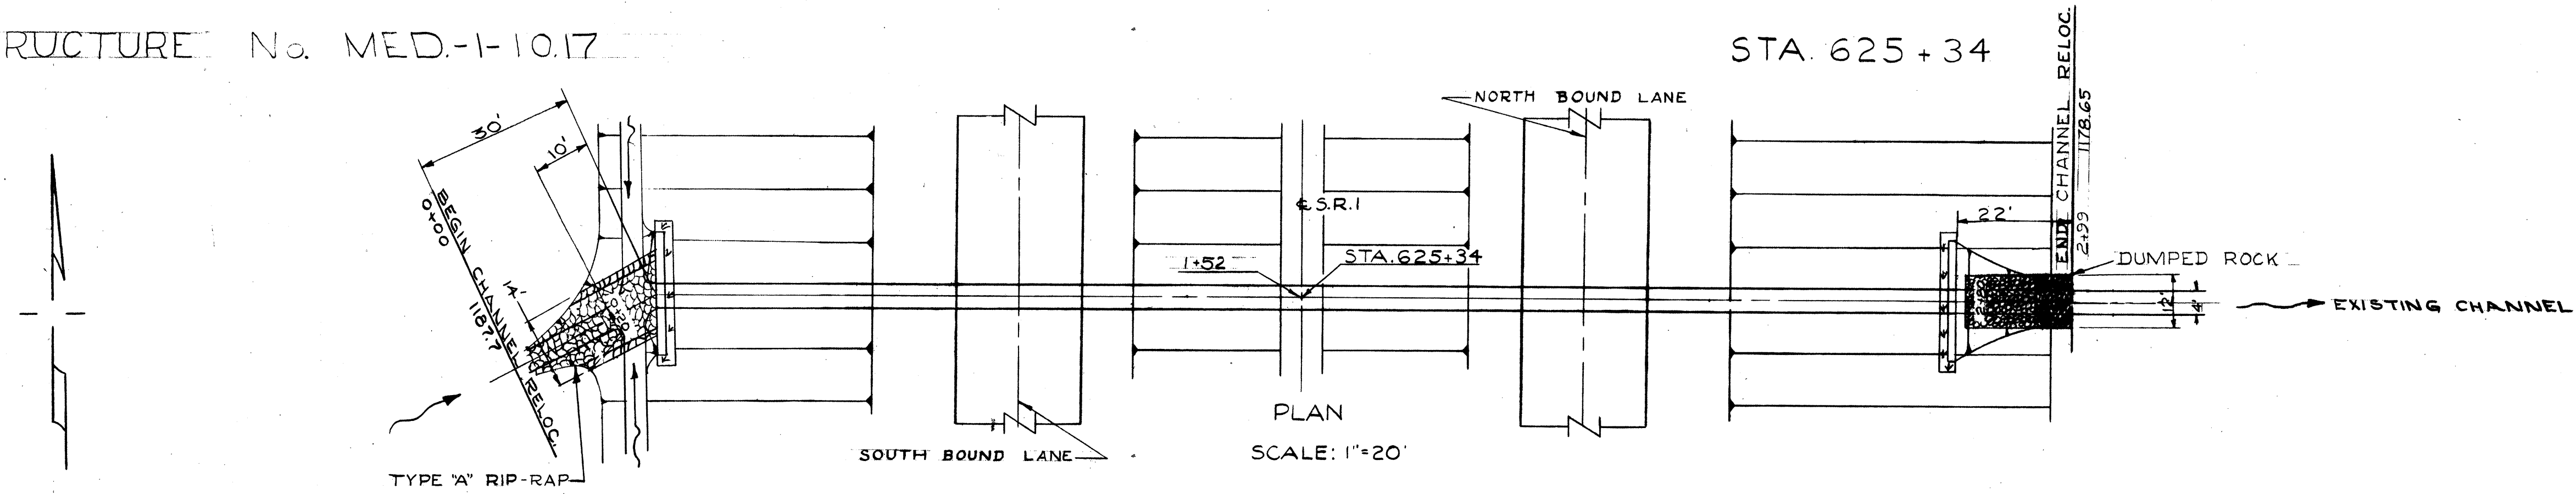 RUCTURE No. MED.-1-10.17
STA. 625+34
30'
10'
BEGIN CHANNEL RELOC.
0+00 1187.7
14'
0+20
TYPE "A" RIP-RAP
SOUTH BOUND LANE
NORTH BOUND LANE
℄ S.R.1
1+52
STA. 625+34
PLAN
SCALE: 1"=20'
22'
END CHANNEL RELOC.
2+99 1178.65
DUMPED ROCK
12'
4'
EXISTING CHANNEL